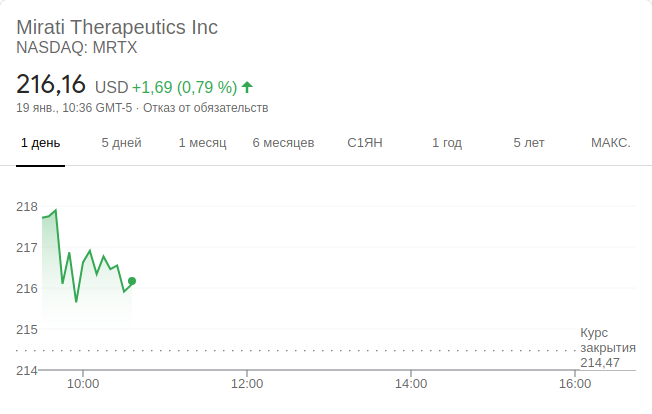 Mirati Therapeutics Inc
NASDAQ: MRTX
216,16 USD +1,69 (0,79 %)
19 янв., 10:36 GMT-5 · Отказ от обязательств
1 день 5 дней 1 месяц 6 месяцев С1ЯН 1 год 5 лет МАКС.
218
217
216
215
Курс
закрытия
214,47
214
10:00 12:00 14:00 16:00